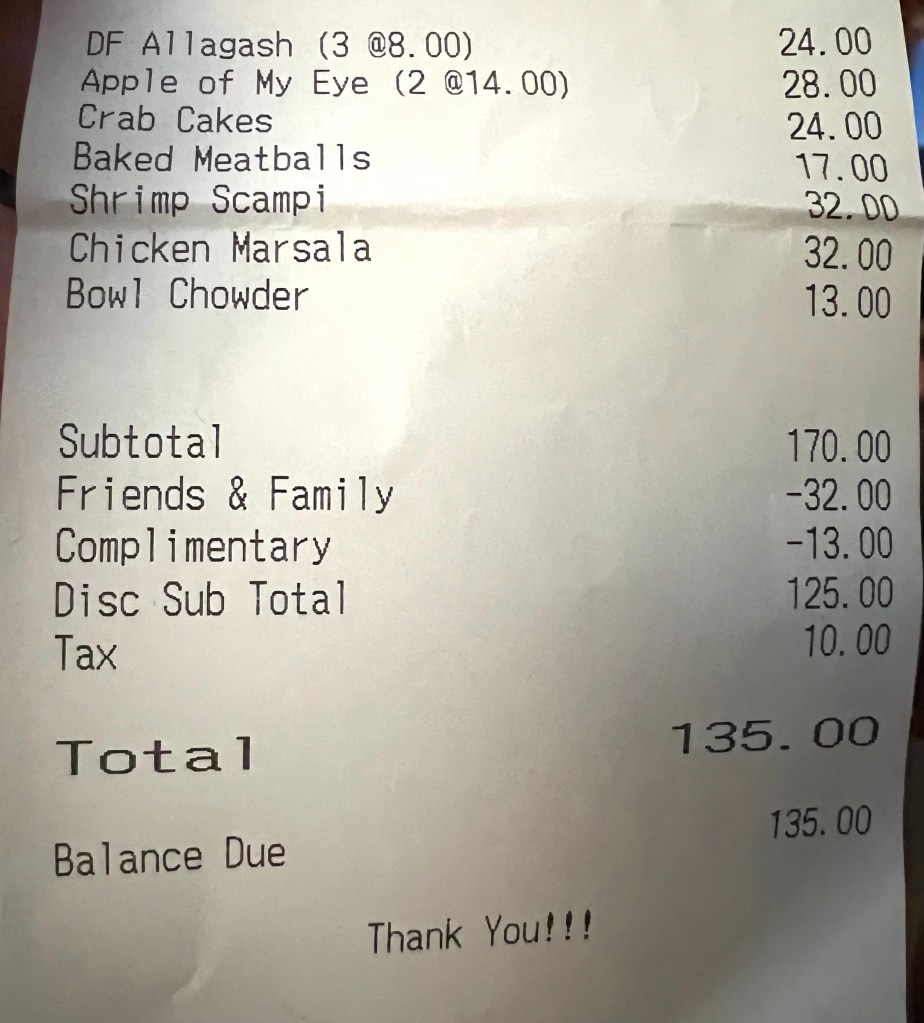 DF Allagash (3 @8.00) 24.00
Apple of My Eye (2 @14.00) 28.00
Crab Cakes 24.00
Baked Meatballs 17.00
Shrimp Scampi 32.00
Chicken Marsala 32.00
Bowl Chowder 13.00
Subtotal 170.00
Friends & Family -32.00
Complimentary -13.00
Disc Sub Total 125.00
Tax 10.00
Total 135.00
Balance Due 135.00
Thank You!!!